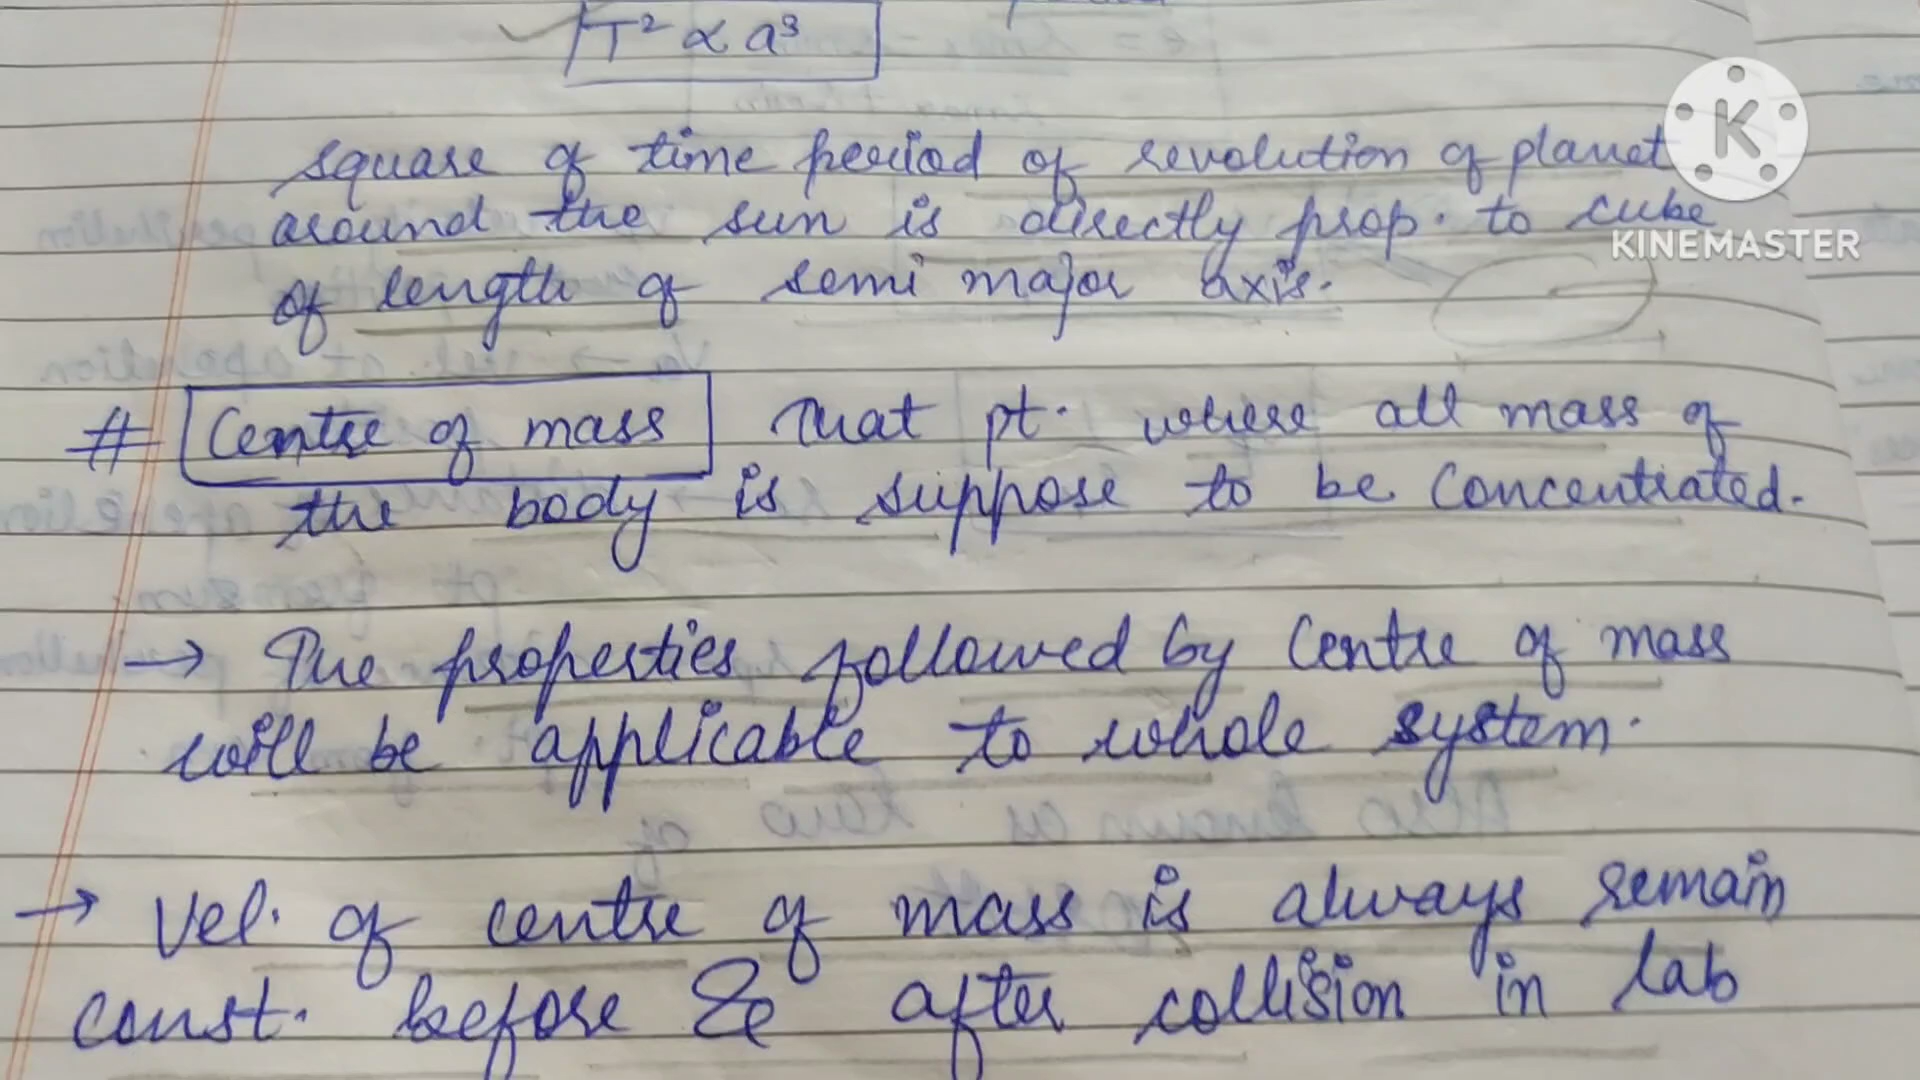 T² ∝ a³
square of time period of revolution of planet
around the sun is directly prop. to cube
of length of semi major axis.
# Centre of mass That pt. where all mass of
the body is suppose to be concentrated.
→ The properties followed by Centre of mass
will be applicable to whole system.
→ Vel. of centre of mass is always remain
const. before & after collision in lab
K
KINEMASTER